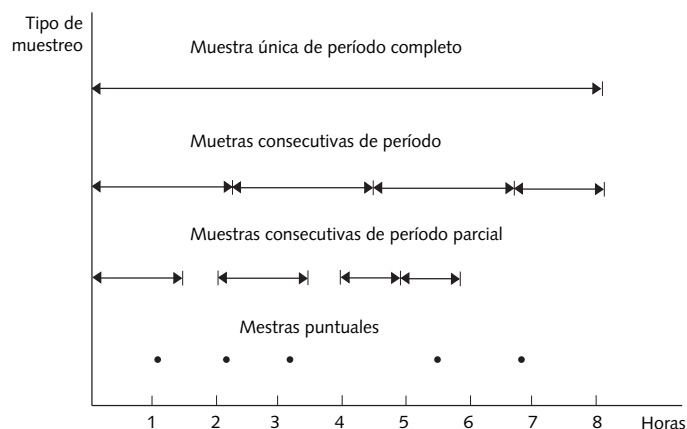 Tipo de
muestreo
Muestra única de período completo
Muetras consecutivas de período
Muestras consecutivas de período parcial
Mestras puntuales
1 2 3 4 5 6 7 8 Horas